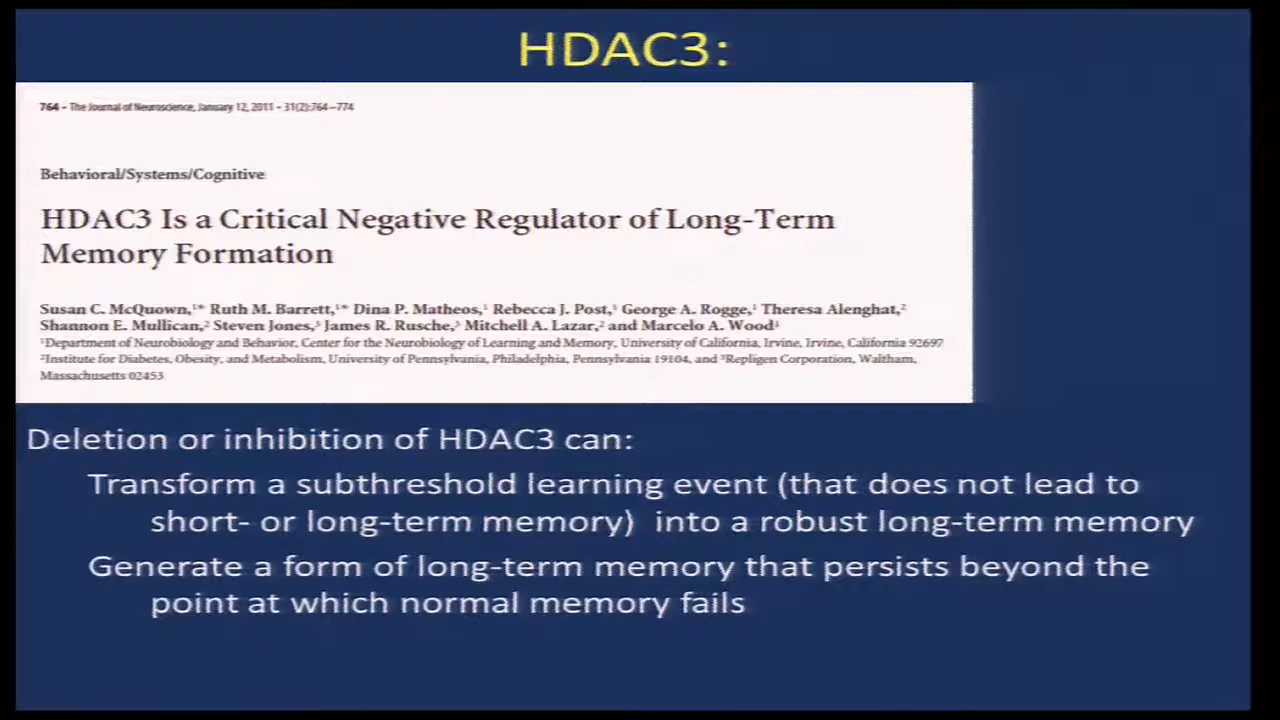 HDAC3:
764 • The Journal of Neuroscience, January 12, 2011 • 31(2):764–774
Behavioral/Systems/Cognitive
HDAC3 Is a Critical Negative Regulator of Long-Term
Memory Formation
Susan C. McQuown,¹* Ruth M. Barrett,¹* Dina P. Matheos,¹ Rebecca J. Post,¹ George A. Rogge,¹ Theresa Alenghat,²
Shannon E. Mullican,² Steven Jones,³ James R. Rusche,³ Mitchell A. Lazar,² and Marcelo A. Wood¹
¹Department of Neurobiology and Behavior, Center for the Neurobiology of Learning and Memory, University of California, Irvine, Irvine, California 92697
²Institute for Diabetes, Obesity, and Metabolism, University of Pennsylvania, Philadelphia, Pennsylvania 19104, and ³Repligen Corporation, Waltham,
Massachusetts 02453
Deletion or inhibition of HDAC3 can:
Transform a subthreshold learning event (that does not lead to
short- or long-term memory) into a robust long-term memory
Generate a form of long-term memory that persists beyond the
point at which normal memory fails